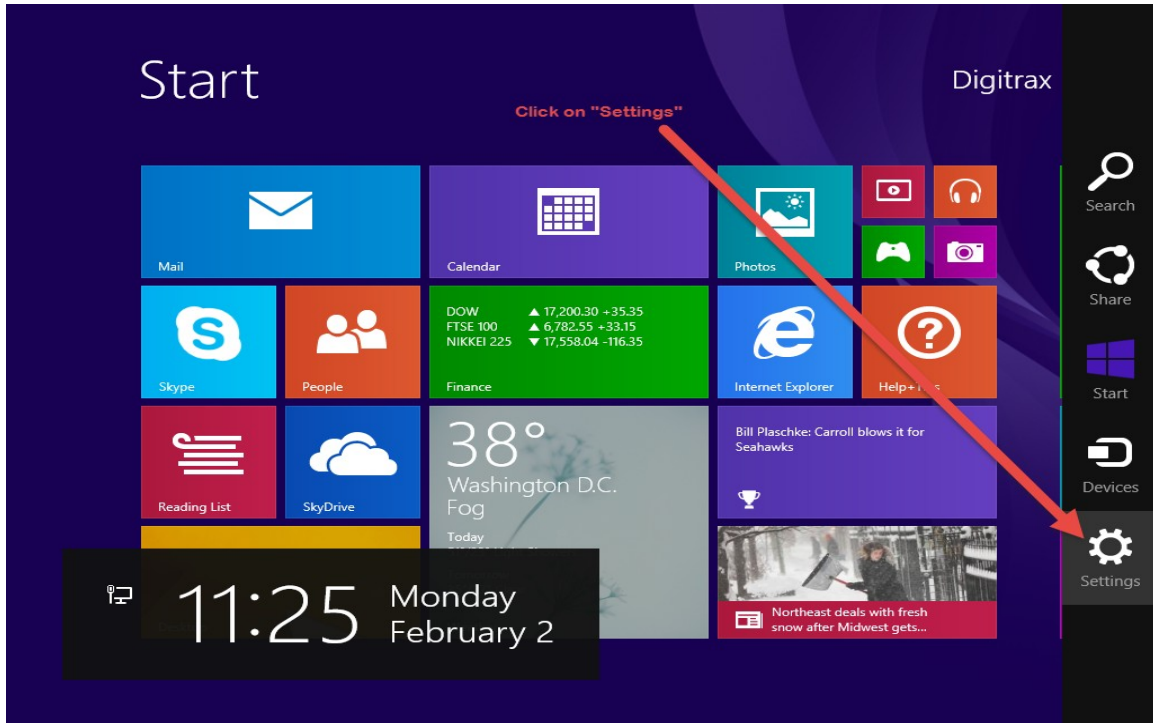 Start
Digitrax
Click on "Settings"
Search
Share
Start
Devices
Settings
Mail
Calendar
Photos
Skype
People
DOW ▲ 17,200.30 +35.35
FTSE 100 ▲ 6,782.55 +33.15
NIKKEI 225 ▼ 17,558.04 -116.35
Finance
Internet Explorer
Reading List
SkyDrive
38°
Washington D.C.
Fog
Today
Bill Plaschke: Carroll blows it for
Seahawks
Northeast deals with fresh
snow after Midwest gets...
11:25
Monday
February 2